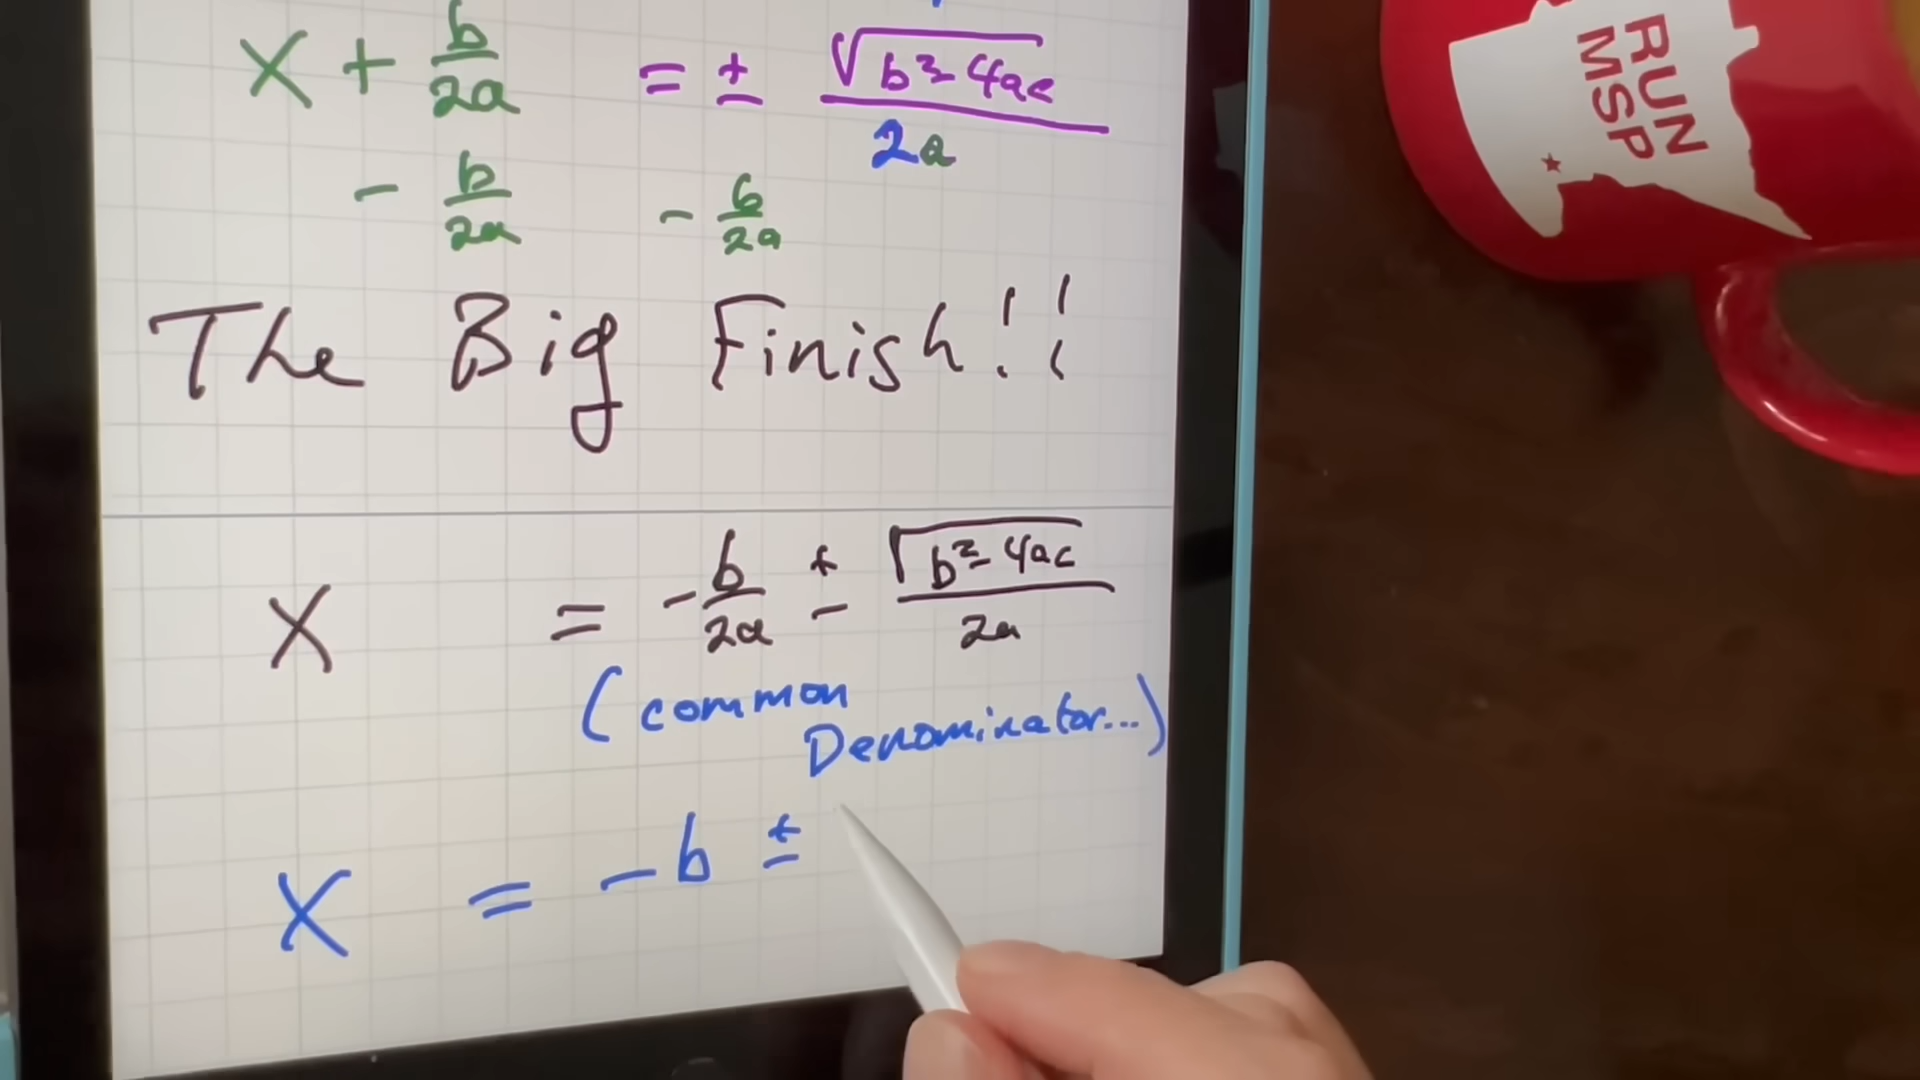 x + b/2a = ± √(b² - 4ac)/2a
- b/2a - b/2a
The Big Finish!!
x = - b/2a ± √(b² - 4ac)/2a
(common
Denominator...)
x = - b ±
RUN
MSP